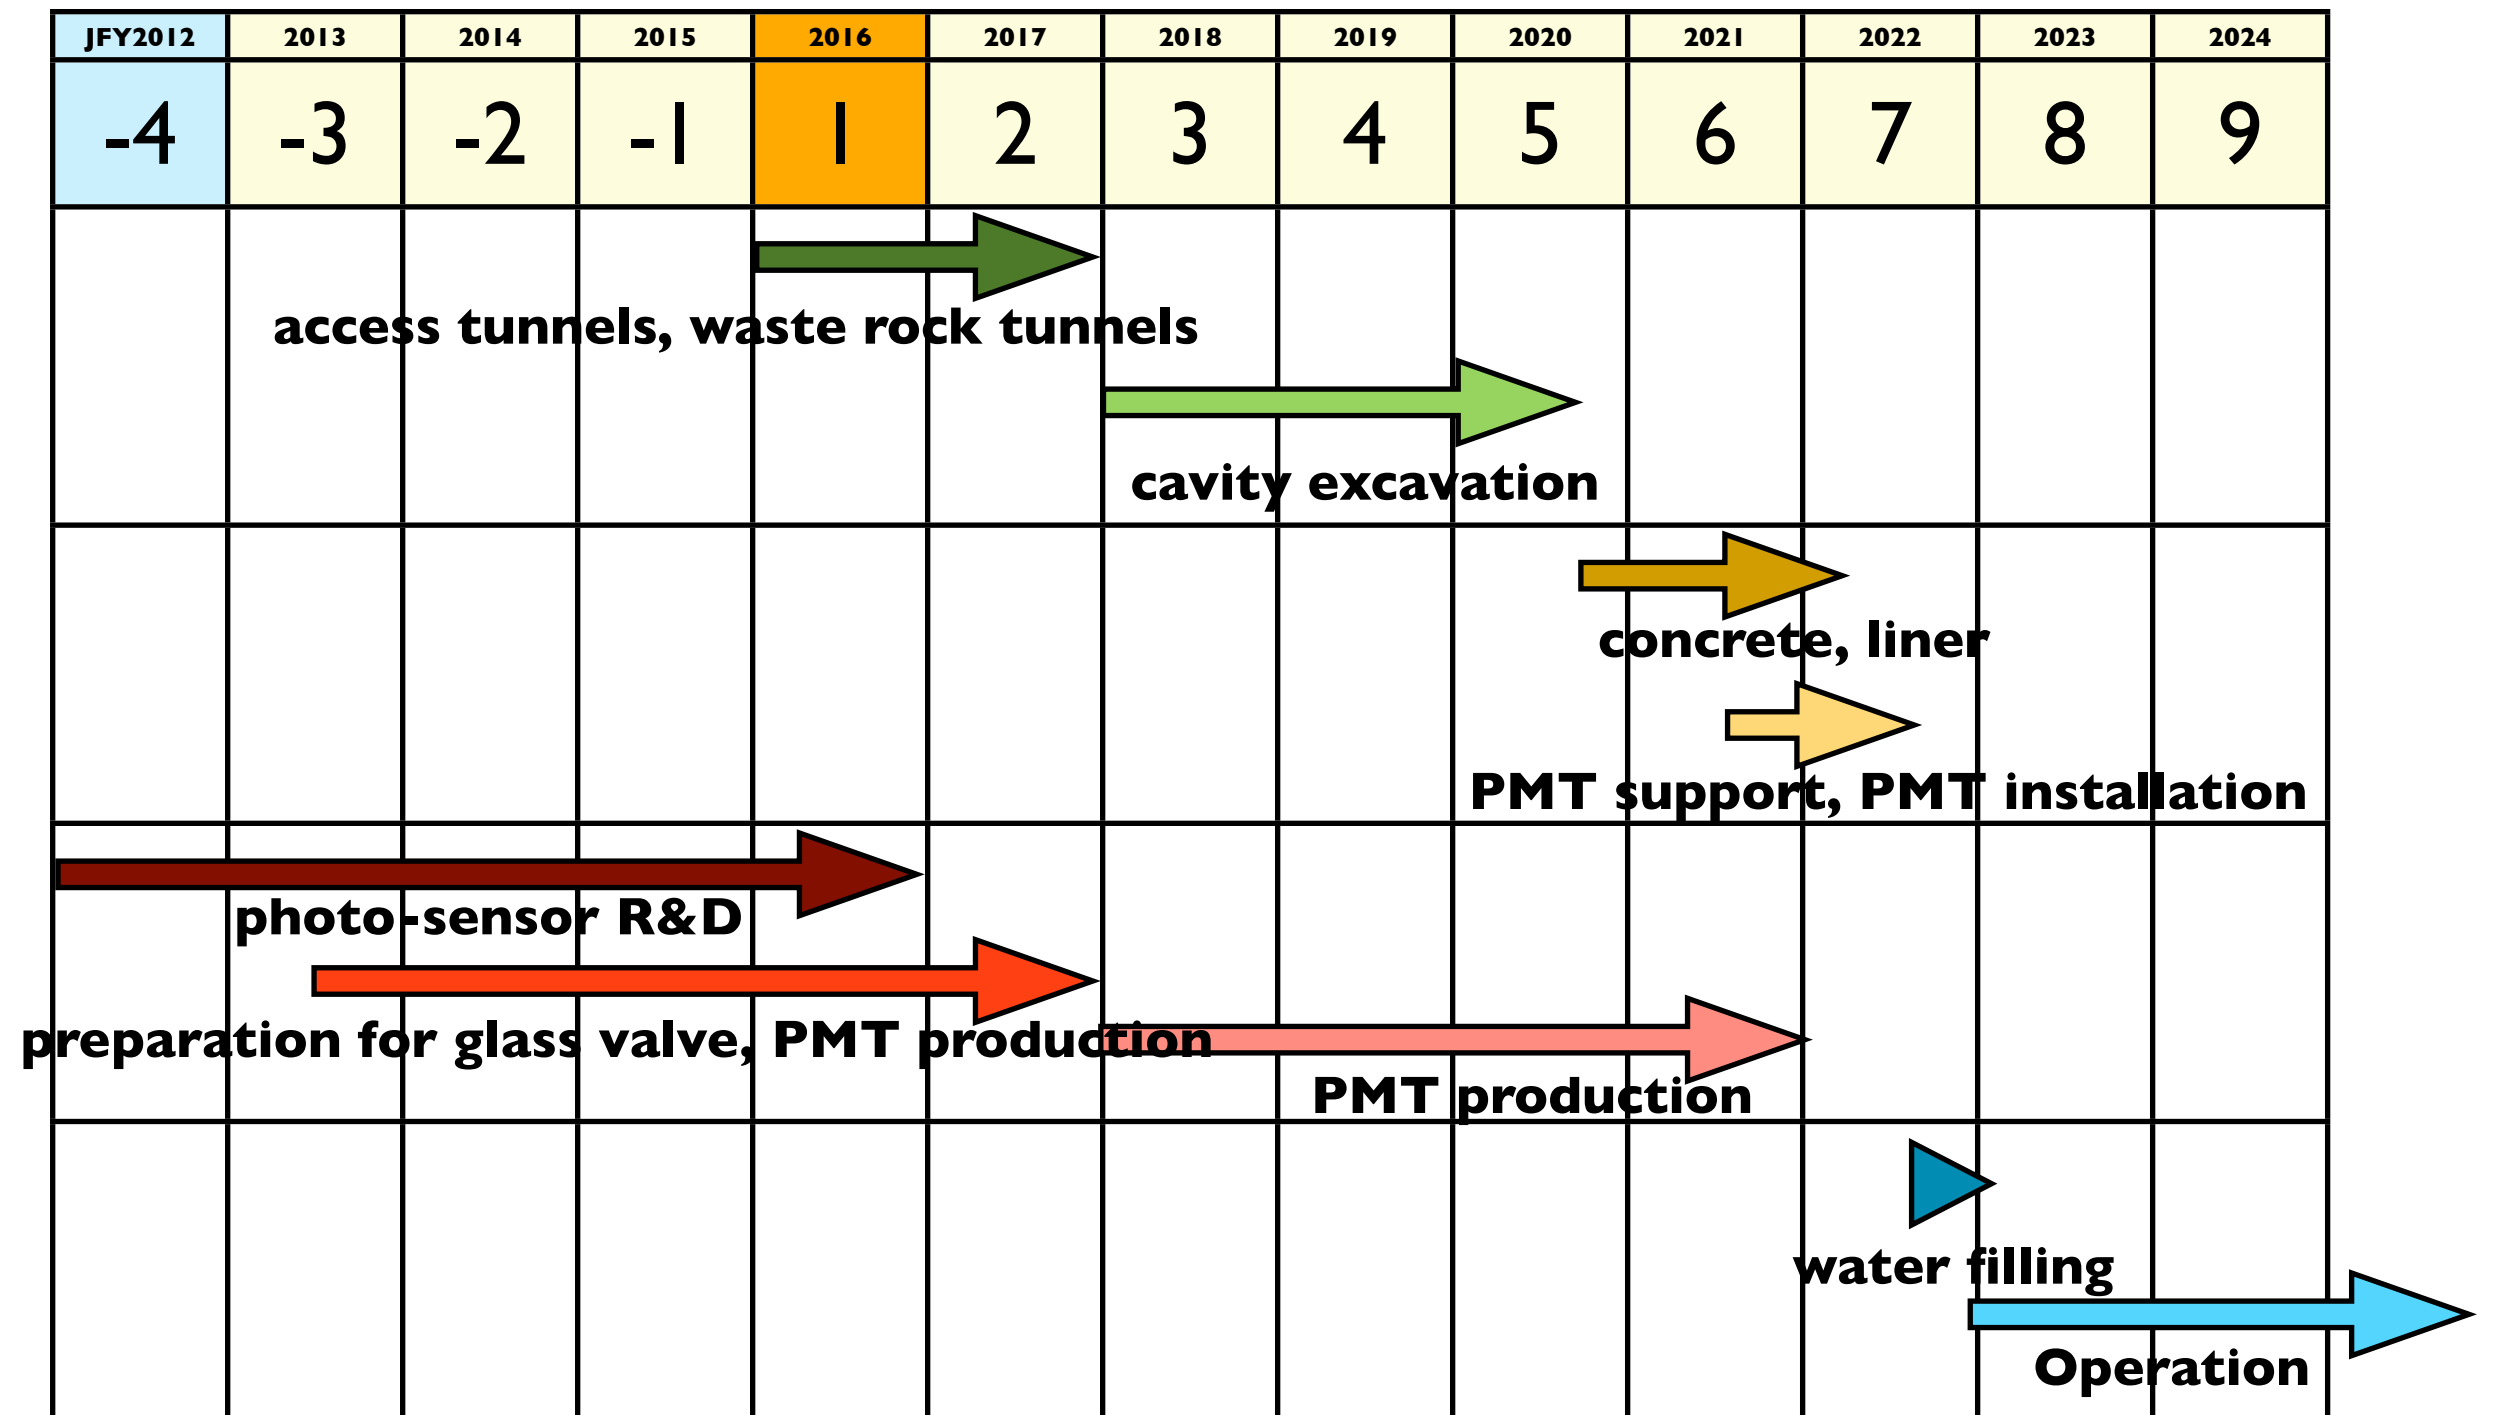 JFY2012 2013 2014 2015 2016 2017 2018 2019 2020 2021 2022 2023 2024
-4 -3 -2 -1 1 2 3 4 5 6 7 8 9
access tunnels, waste rock tunnels
cavity excavation
concrete, liner
PMT support, PMT installation
photo-sensor R&D
preparation for glass valve, PMT production
PMT production
water filling
Operation